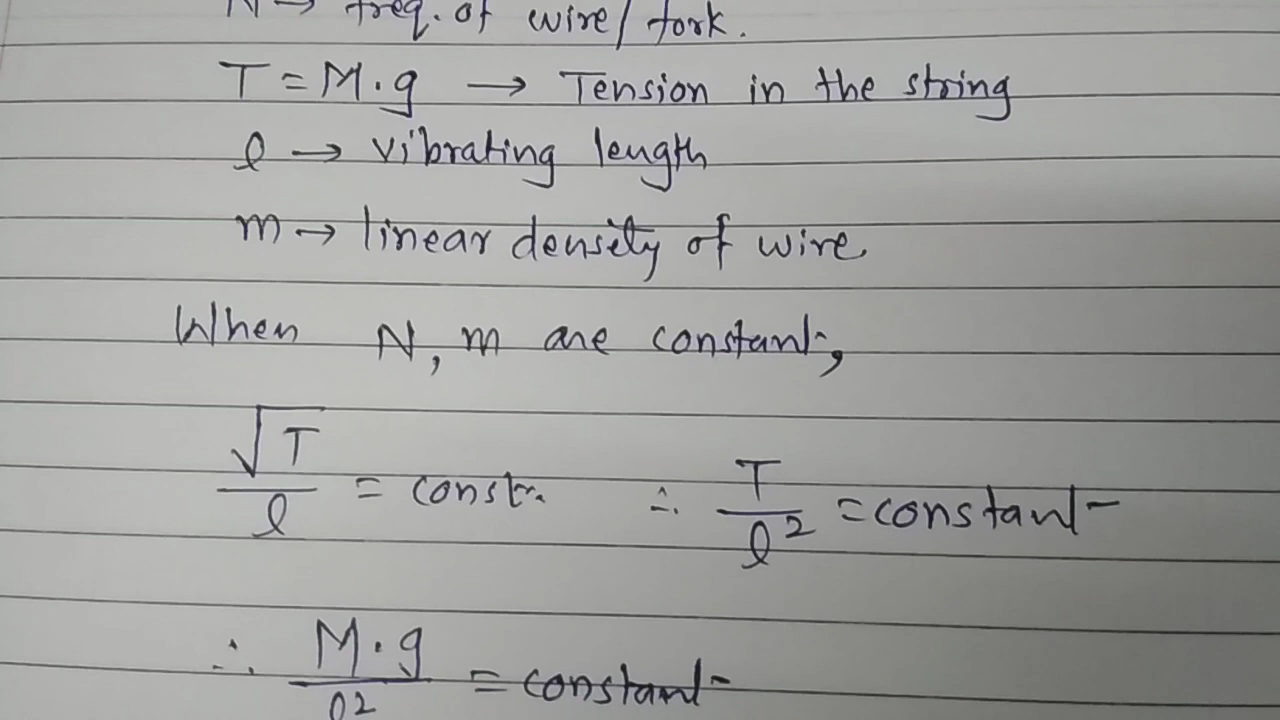 N → freq. of wire/fork.
T = M.g → Tension in the string
l → vibrating length
m → linear density of wire
When N, m are constant,
√T/l = const. ∴ T/l² = constant
∴ M.g/l² = constant